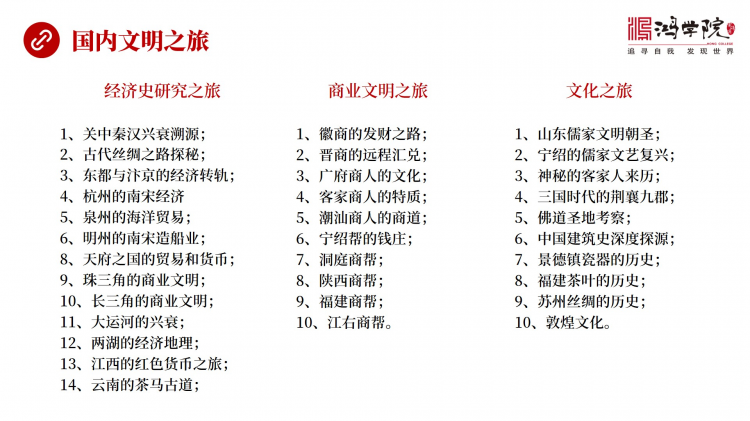 国内文明之旅
鸿学院
HONG COLLEGE
追寻自我 发现世界
经济史研究之旅
1、关中秦汉兴衰溯源；
2、古代丝绸之路探秘；
3、东都与汴京的经济转轨；
4、杭州的南宋经济
5、泉州的海洋贸易；
6、明州的南宋造船业；
8、天府之国的贸易和货币；
9、珠三角的商业文明；
10、长三角的商业文明；
11、大运河的兴衰；
12、两湖的经济地理；
13、江西的红色货币之旅；
14、云南的茶马古道；
商业文明之旅
1、徽商的发财之路；
2、晋商的远程汇兑；
3、广府商人的文化；
4、客家商人的特质；
5、潮汕商人的商道；
6、宁绍帮的钱庄；
7、洞庭商帮；
8、陕西商帮；
9、福建商帮；
10、江右商帮。
文化之旅
1、山东儒家文明朝圣；
2、宁绍的儒家文艺复兴；
3、神秘的客家人来历；
4、三国时代的荆襄九郡；
5、佛道圣地考察；
6、中国建筑史深度探源；
7、景德镇瓷器的历史；
8、福建茶叶的历史；
9、苏州丝绸的历史；
10、敦煌文化。